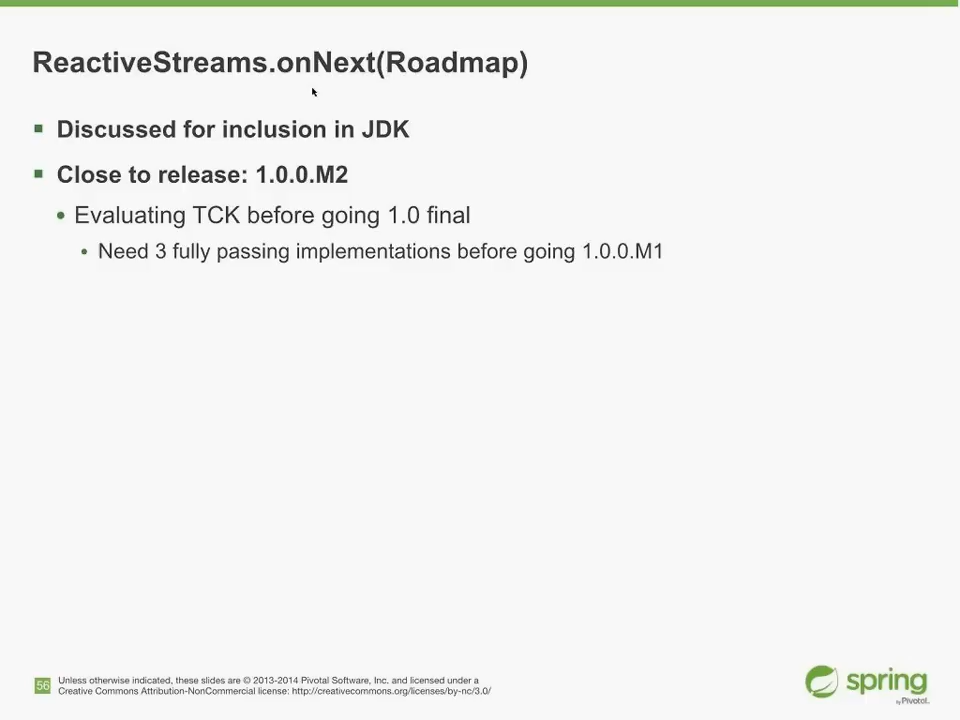 ReactiveStreams.onNext(Roadmap)
Discussed for inclusion in JDK
Close to release: 1.0.0.M2
Evaluating TCK before going 1.0 final
Need 3 fully passing implementations before going 1.0.0.M1
56
Unless otherwise indicated, these slides are © 2013-2014 Pivotal Software, Inc. and licensed under a
Creative Commons Attribution-NonCommercial license: http://creativecommons.org/licenses/by-nc/3.0/
spring
by Pivotal.